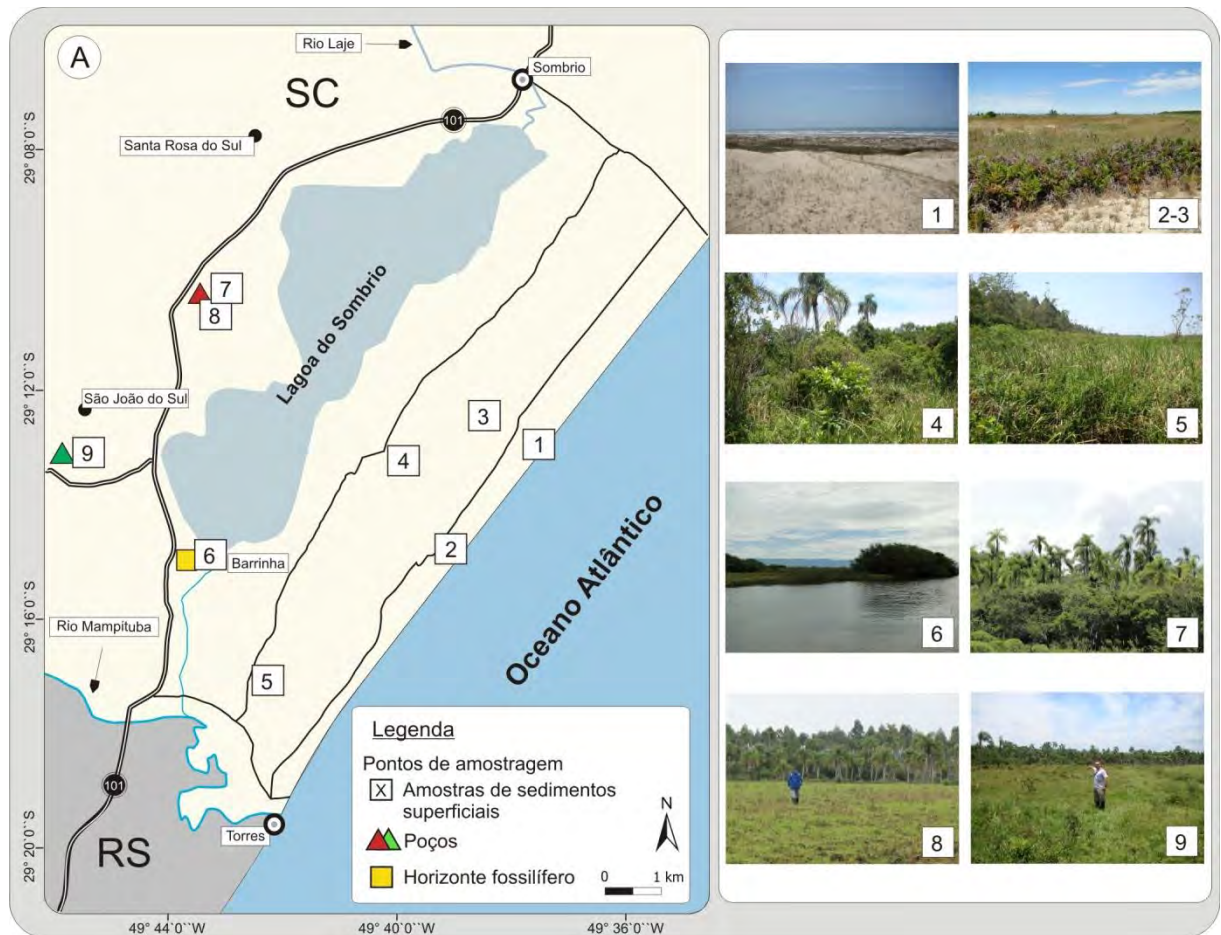 A
Rio Laje
Sombrio
SC
101
Santa Rosa do Sul
29° 08´0``S
7
8
Lagoa do Sombrio
29° 12´0``S
São João do Sul
9
3
1
4
2
6
Barrinha
Oceano Atlântico
29° 16´0``S
Rio Mampituba
5
101
RS
Torres
29° 20´0``S
Legenda
Pontos de amostragem
X Amostras de sedimentos
superficiais
Poços
Horizonte fossilífero
N
0 1 km
49° 44´0``W 49° 40´0``W 49° 36´0``W
1
2-3
4
5
6
7
8
9